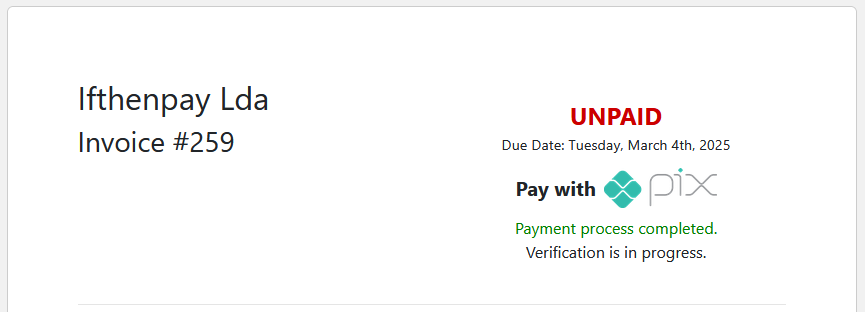 Ifthenpay Lda
Invoice #259
UNPAID
Due Date: Tuesday, March 4th, 2025
Pay with pix
Payment process completed.
Verification is in progress.